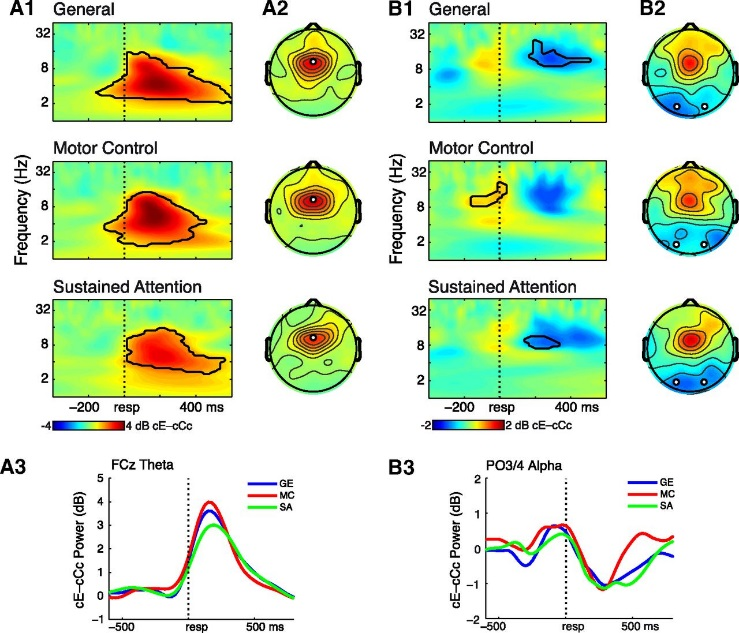 A1 General A2 B1 General B2
32
8
2
32
8
2
Motor Control
Motor Control
Frequency (Hz)
32
8
2
Frequency (Hz)
32
8
2
Sustained Attention
Sustained Attention
32
8
2
32
8
2
−200 resp 400 ms
−200 resp 400 ms
-4 4 dB cE−cCc
-2 2 dB cE−cCc
A3 FCz Theta
cE−cCc Power (dB)
5
4
3
2
1
0
−1
GE
MC
SA
−500 resp 500 ms
B3 PO3/4 Alpha
cE−cCc Power (dB)
2
1
0
−1
−2
GE
MC
SA
−500 resp 500 ms